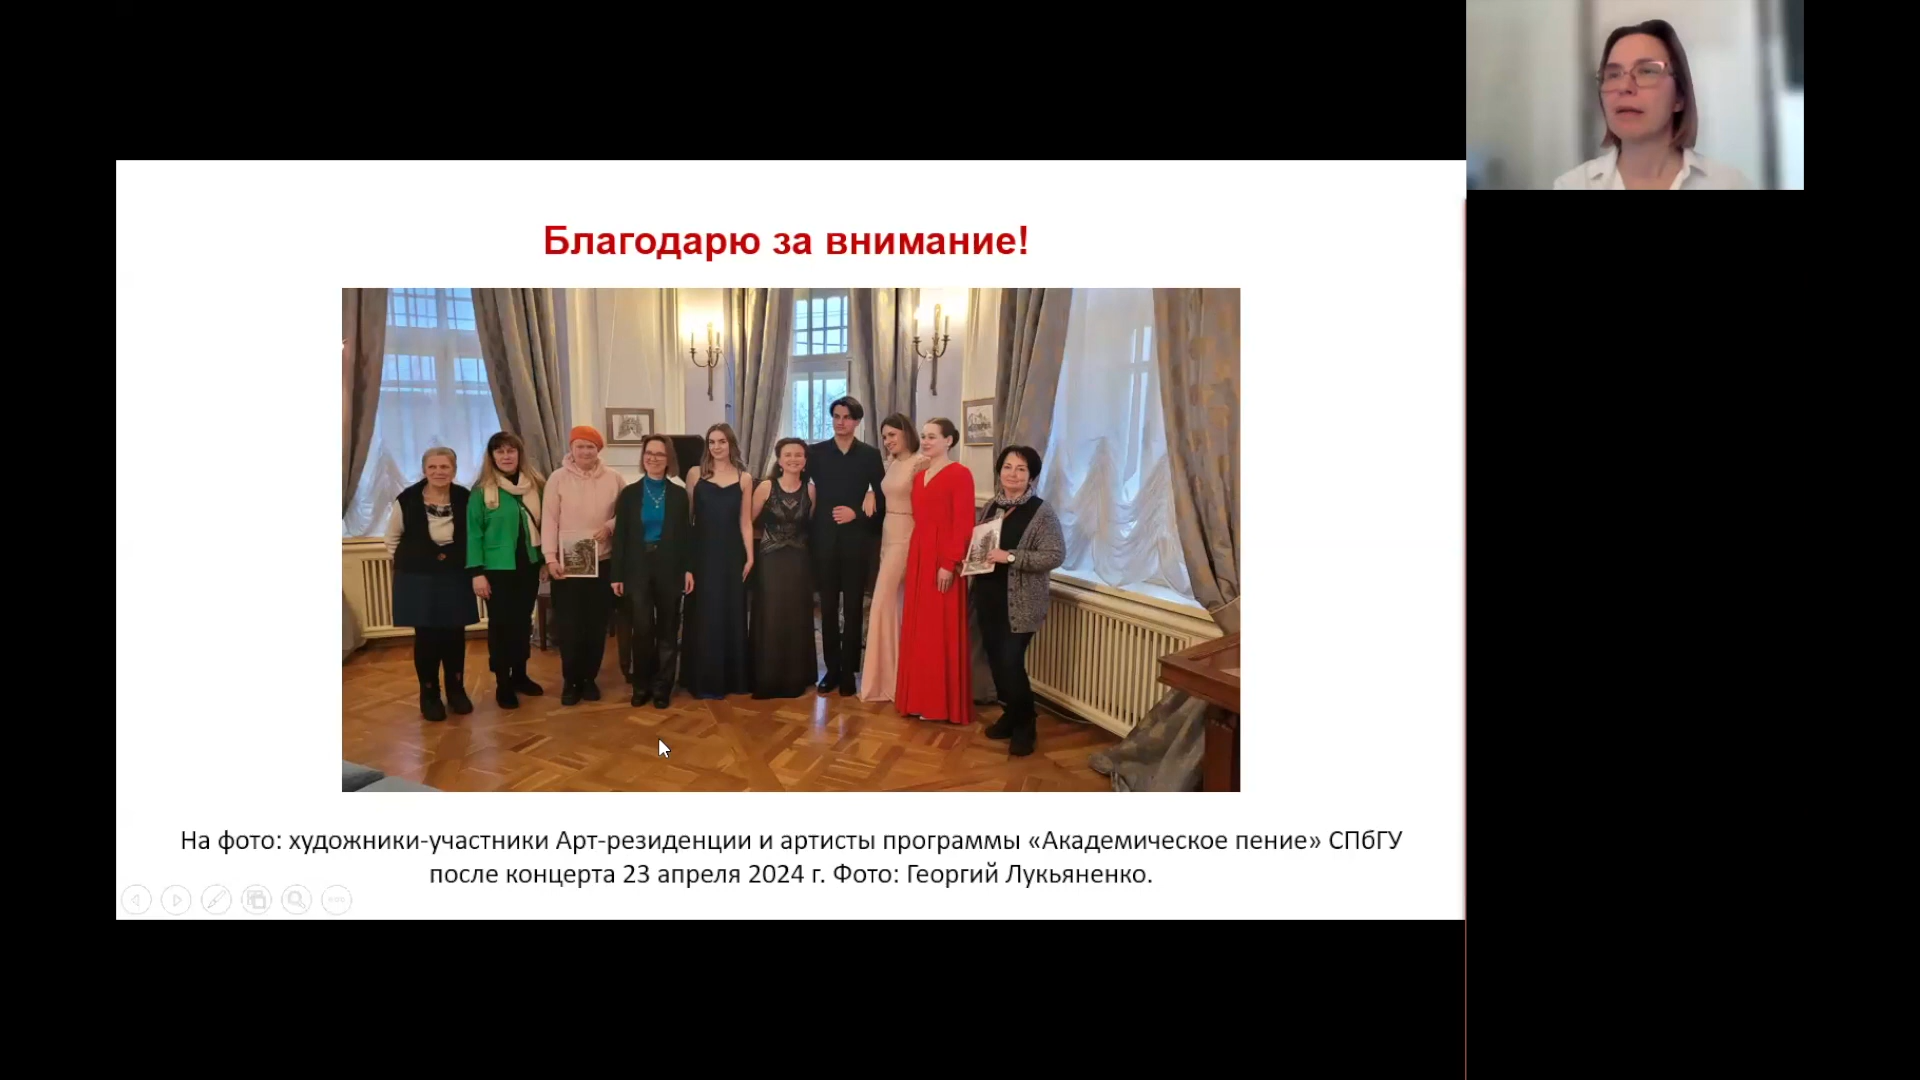 Благодарю за внимание!
На фото: художники-участники Арт-резиденции и артисты программы «Академическое пение» СПбГУ
после концерта 23 апреля 2024 г. Фото: Георгий Лукьяненко.